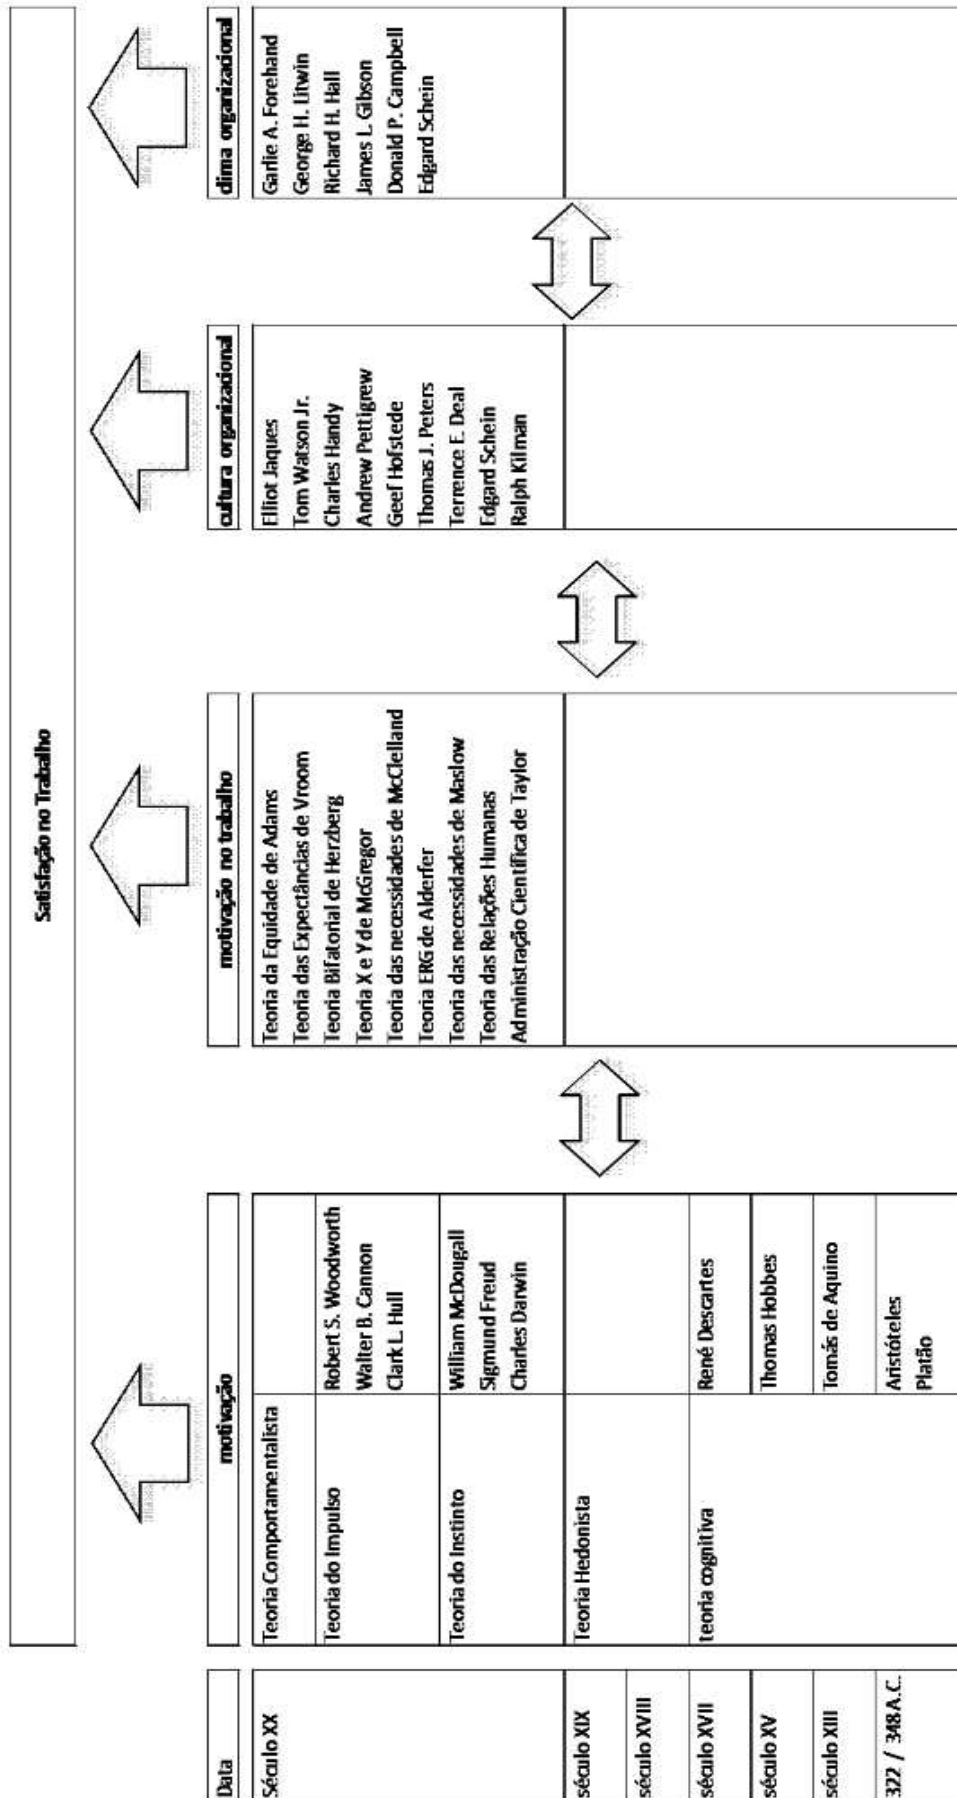 Satisfação no Trabalho
Data
motivação
motivação no trabalho
cultura organizacional
clima organizacional
Século XX
Teoria Comportamentalista
Teoria do Impulso
Robert S. Woodworth
Walter B. Cannon
Clark L. Hull
Teoria do Instinto
William McDougall
Sigmund Freud
Charles Darwin
Teoria da Equidade de Adams
Teoria das Expectâncias de Vroom
Teoria Bifatorial de Herzberg
Teoria X e Y de McGregor
Teoria das necessidades de McClelland
Teoria ERG de Alderfer
Teoria das necessidades de Maslow
Teoria das Relações Humanas
Administração Científica de Taylor
Elliot Jaques
Tom Watson Jr.
Charles Handy
Andrew Pettigrew
Geef Hofstede
Thomas J. Peters
Terrence E. Deal
Edgard Schein
Ralph Kilman
Garlie A. Forehand
George H. Litwin
Richard H. Hall
James L. Gibson
Donald P. Campbell
Edgard Schein
século XIX
Teoria Hedonista
século XVIII
século XVII
teoria cognitiva
René Descartes
século XV
Thomas Hobbes
século XIII
Tomás de Aquino
322 / 348 A.C.
Aristóteles
Platão